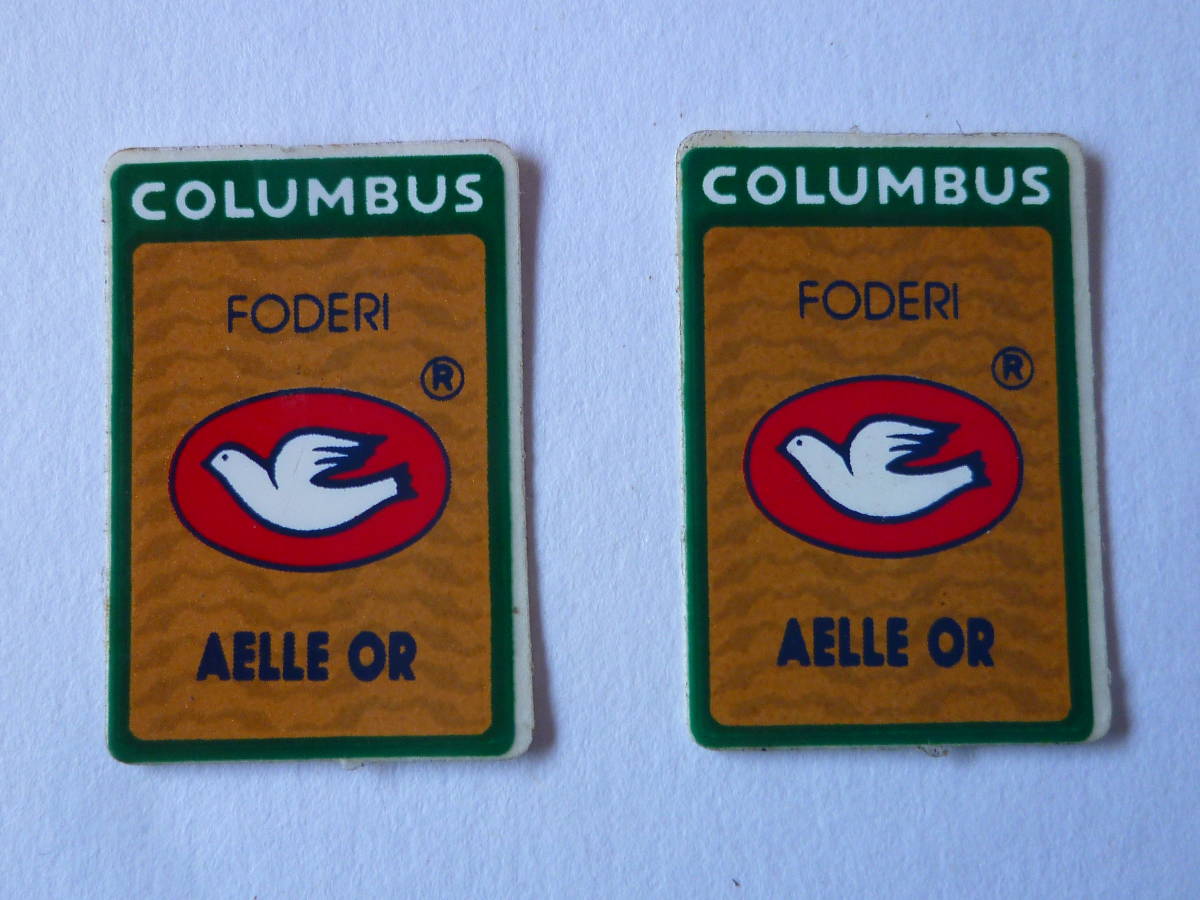 COLUMBUS
FODERI
®
AELLE OR
COLUMBUS
FODERI
®
AELLE OR